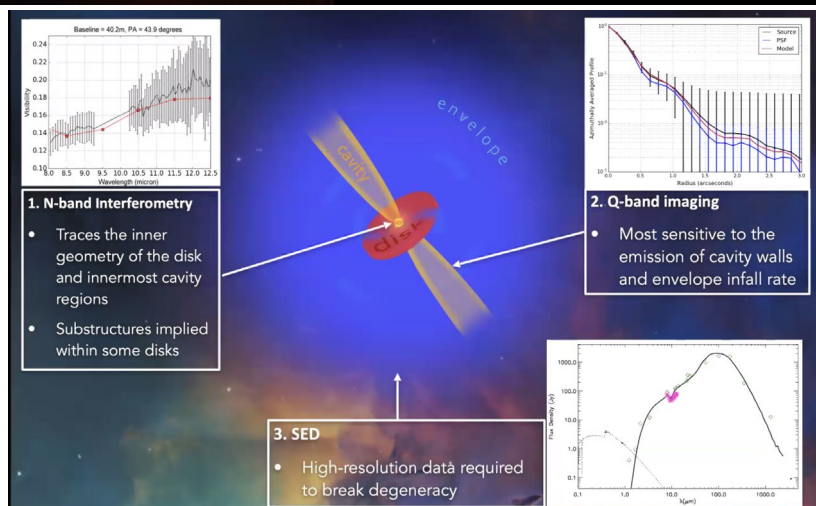 Baseline = 40.2m, PA = 43.9 degrees
0.24
0.22
0.20
0.18
0.16
0.14
0.12
0.10
Visibility
8.0 8.5 9.0 9.5 10.0 10.5 11.0 11.5 12.0 12.5
Wavelength (micron)
1. N-band Interferometry
• Traces the inner
geometry of the disk
and innermost cavity
regions
• Substructures implied
within some disks
envelope
cavity
disk
Source
PSF
Model
Azimuthally Averaged Profile
0.0 0.5 1.0 1.5 2.0 2.5 3.0
Radius (arcseconds)
2. Q-band imaging
• Most sensitive to the
emission of cavity walls
and envelope infall rate
3. SED
• High-resolution data required
to break degeneracy
1000.0
100.0
10.0
1.0
0.1
Flux Density (Jy)
0.1 1.0 10.0 100.0 1000.0
λ(μm)